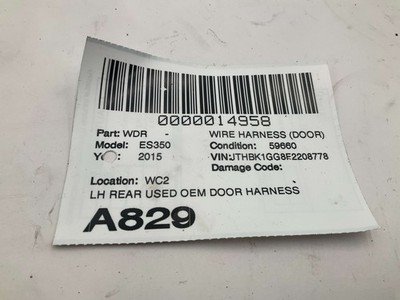 0000014958
Part: WDR - WIRE HARNESS (DOOR)
Model: ES350 Condition: 59660
2015 VIN:JTHBK1GG8F2208778
Damage Code:
Location: WC2
LH REAR USED OEM DOOR HARNESS
A829